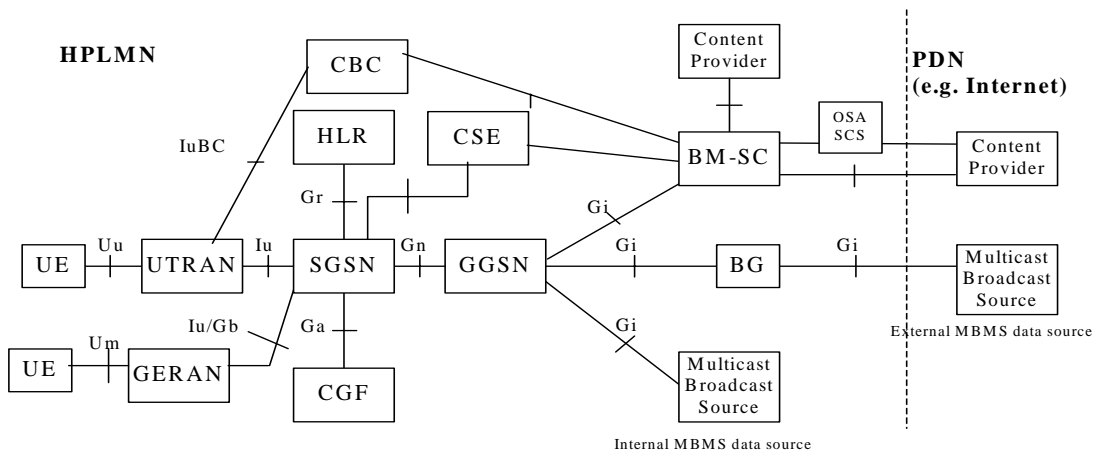 HPLMN
CBC
Content
Provider
PDN
(e.g. Internet)
OSA
SCS
HLR
CSE
BM-SC
Content
Provider
IuBC
Gr
Gi
Uu
Iu
Gn
Gi
Gi
UE
UTRAN
SGSN
GGSN
BG
Multicast
Broadcast
Source
Iu/Gb
Ga
Gi
External MBMS data source
Um
UE
GERAN
CGF
Multicast
Broadcast
Source
Internal MBMS data source